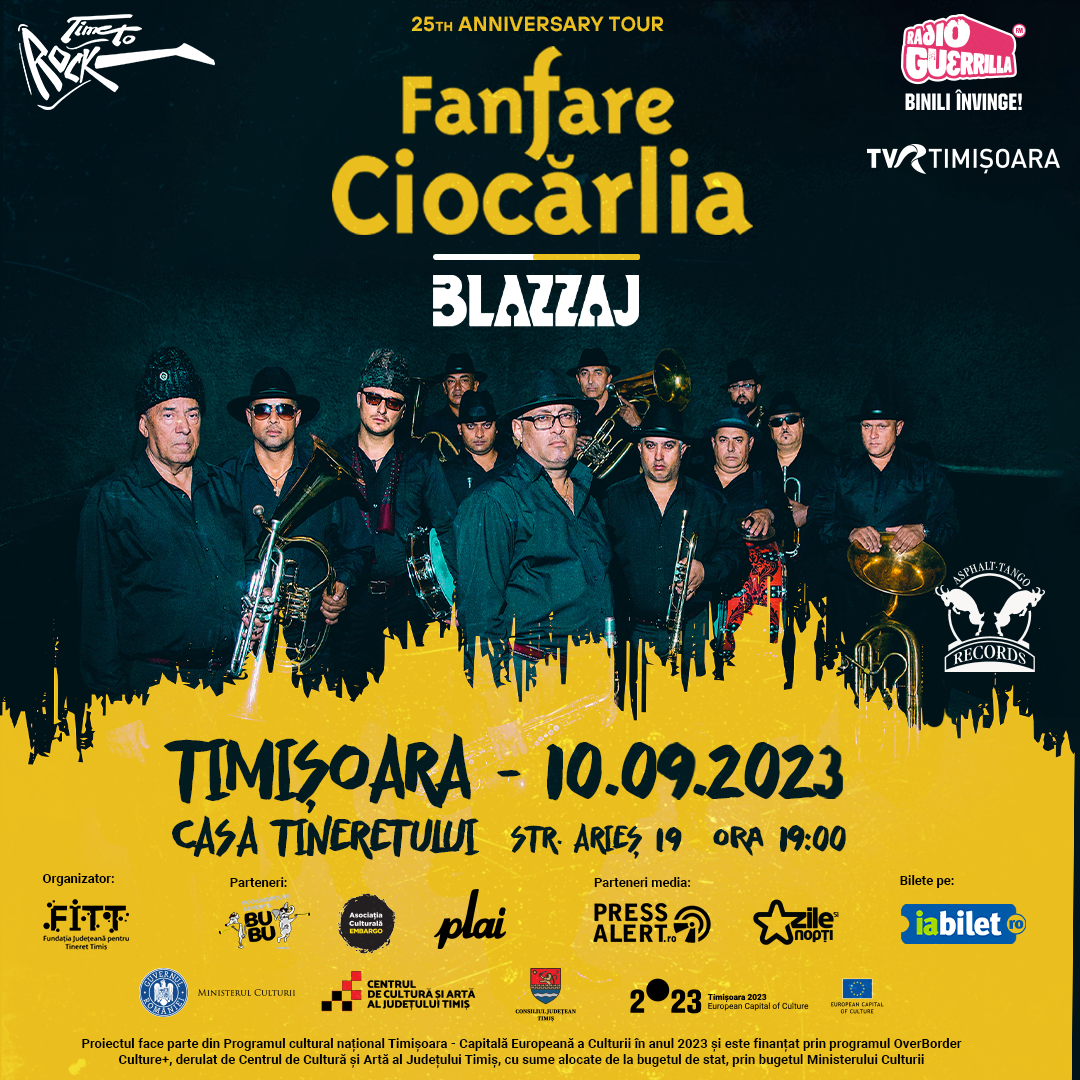 Time to
Rock
25TH ANNIVERSARY TOUR
Fanfare
Ciocărlia
BLAZZAJ
RADIO
GUERRILLA
FM
BINILI ÎNVINGE!
TVR TIMIȘOARA
ASPHALT-TANGO
RECORDS
TIMIȘOARA - 10.09.2023
CASA TINERETULUI STR. ARIEȘ 19 ORA 19:00
Organizator:
FITT
Fundația Județeană pentru
Tineret Timiș
Parteneri:
BU
BU
Asociația
Culturală
EMBARGO
plai
Parteneri media:
PRESS
ALERT.ro
zile și
nopți
Bilete pe:
iabilet.ro
GUVERNUL
ROMÂNIEI
MINISTERUL CULTURII
CENTRUL
DE CULTURĂ ȘI ARTĂ
AL JUDEȚULUI TIMIȘ
CONSILIUL JUDEȚEAN
TIMIȘ
2023
Timișoara 2023
European Capital of Culture
EUROPEAN CAPITAL
OF CULTURE
Proiectul face parte din Programul cultural național Timișoara - Capitală Europeană a Culturii în anul 2023 și este finanțat prin programul OverBorder
Culture+, derulat de Centrul de Cultură și Artă al Județului Timiș, cu sume alocate de la bugetul de stat, prin bugetul Ministerului Culturii